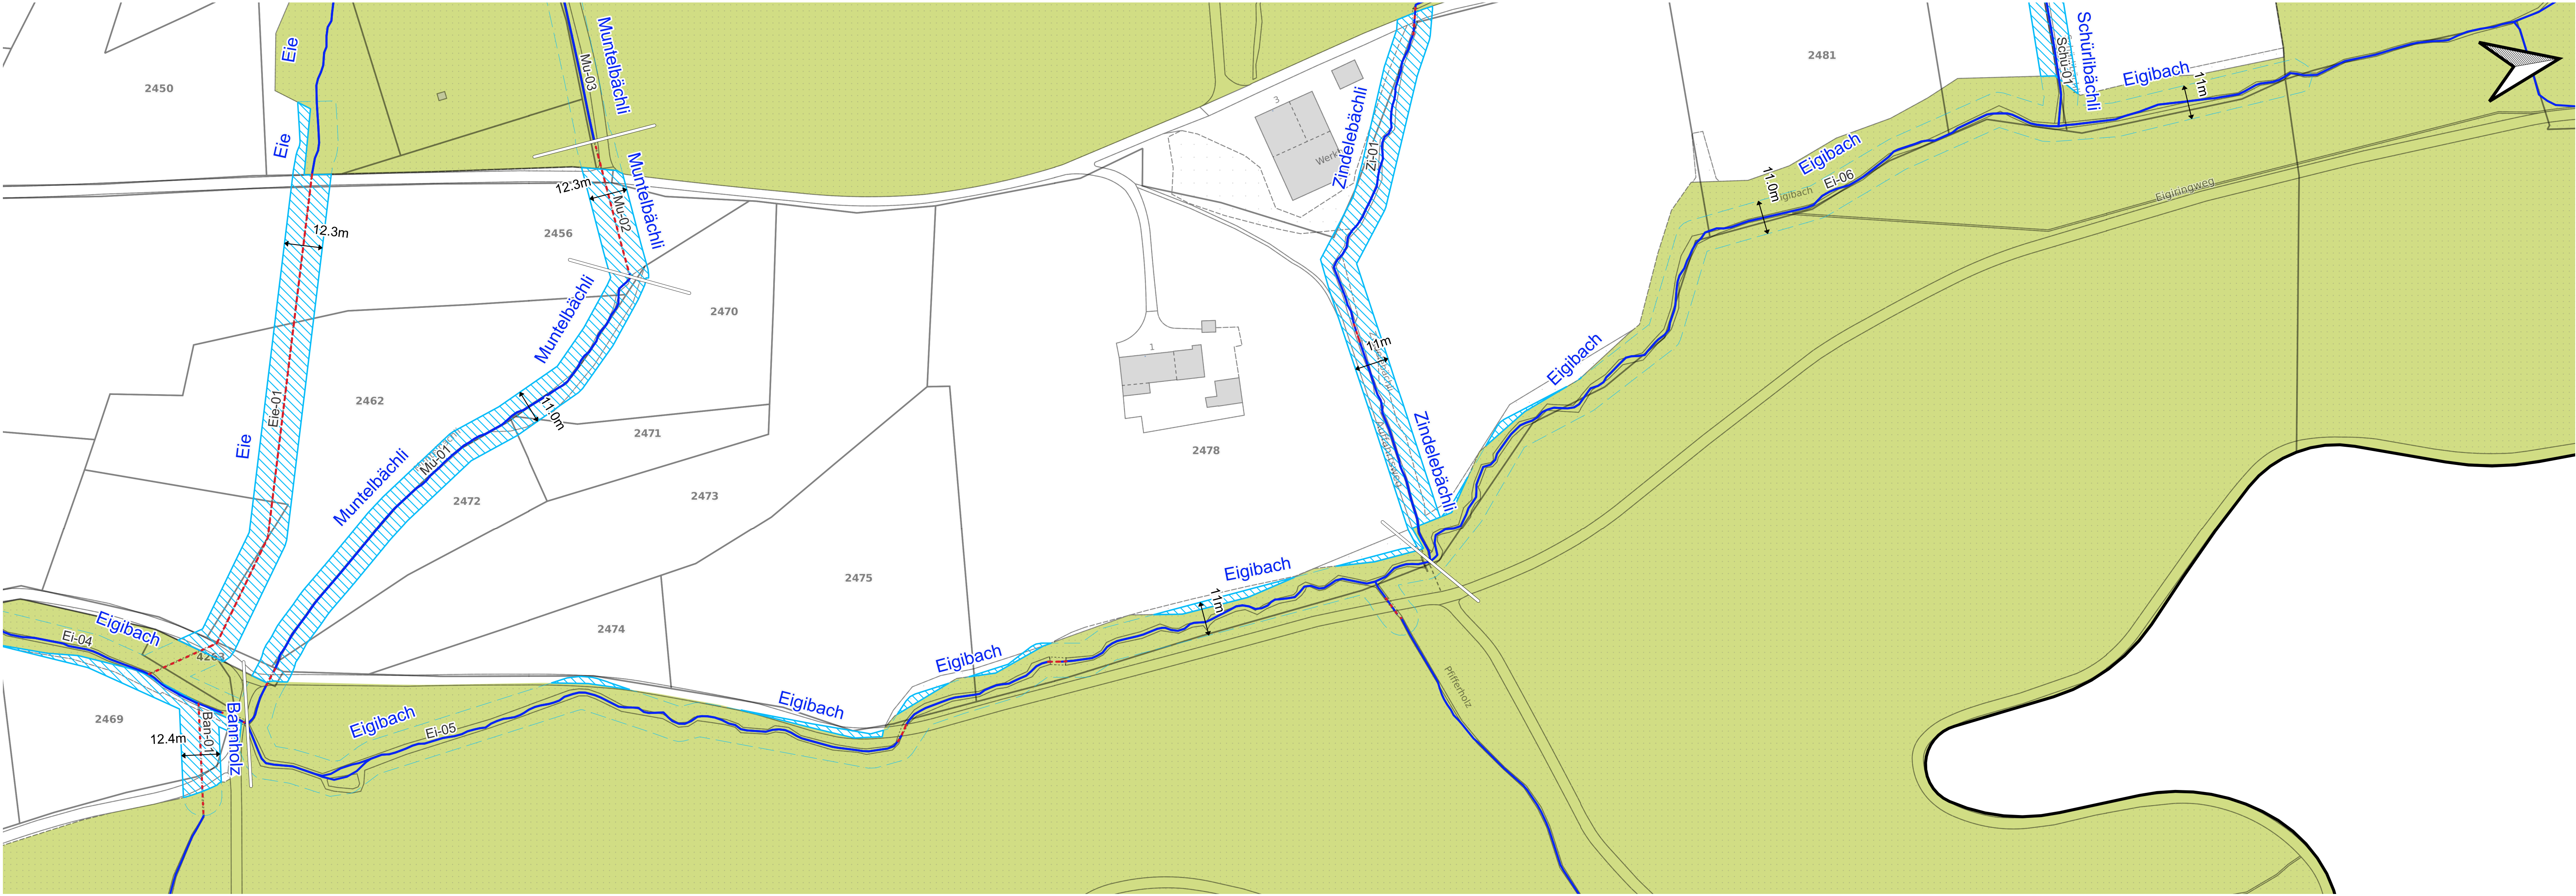 Eie
2450
Eie
12.3m
Eie-01
Eie
Muntelbächli
Mu-03
12.3m
Muntelbächli
Mu-02
2456
2470
Muntelbächli
2462
11.0m
2471
Mu-01
Muntelbächli
2472
2473
2475
2474
Eigibach
Ei-04
4263
2469
Ban-01
12.4m
Bannholz
Eigibach
Ei-05
Eigibach
Eigibach
Eigibach
11m
1
2478
3
Werk
Zindelebächli
Zi-01
11m
Zindelebächli
Auffahrtsweg
Pfifferholz
Eigibach
2481
11.0m
Eigibach
igibach
Ei-06
Eigiringweg
Schü-01
Schürlibächli
Eigibach
11m